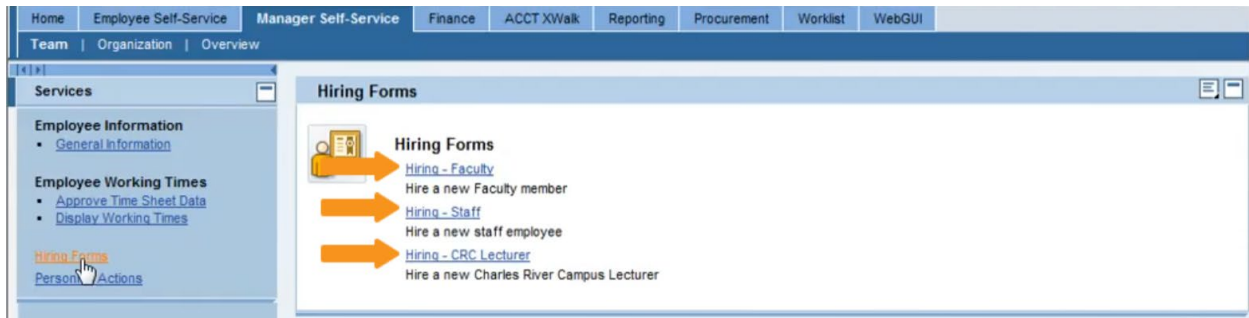 Home Employee Self-Service Manager Self-Service Finance ACCT XWalk Reporting Procurement Worklist WebGUI
Team | Organization | Overview
Services
Employee Information
General Information
Employee Working Times
Approve Time Sheet Data
Display Working Times
Hiring Forms
Actions
Hiring Forms
Hiring Forms
Hiring - Faculty
Hire a new Faculty member
Hiring - Staff
Hire a new staff employee
Hiring - CRC Lecturer
Hire a new Charles River Campus Lecturer